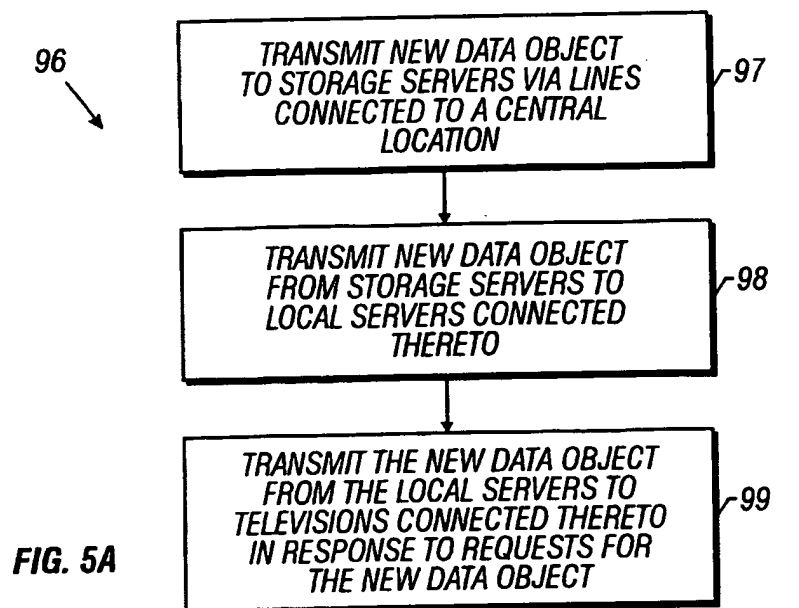 96
TRANSMIT NEW DATA OBJECT
TO STORAGE SERVERS VIA LINES
CONNECTED TO A CENTRAL
LOCATION
97
TRANSMIT NEW DATA OBJECT
FROM STORAGE SERVERS TO
LOCAL SERVERS CONNECTED
THERETO
98
TRANSMIT THE NEW DATA OBJECT
FROM THE LOCAL SERVERS TO
TELEVISIONS CONNECTED THERETO
IN RESPONSE TO REQUESTS FOR
THE NEW DATA OBJECT
99
FIG. 5A